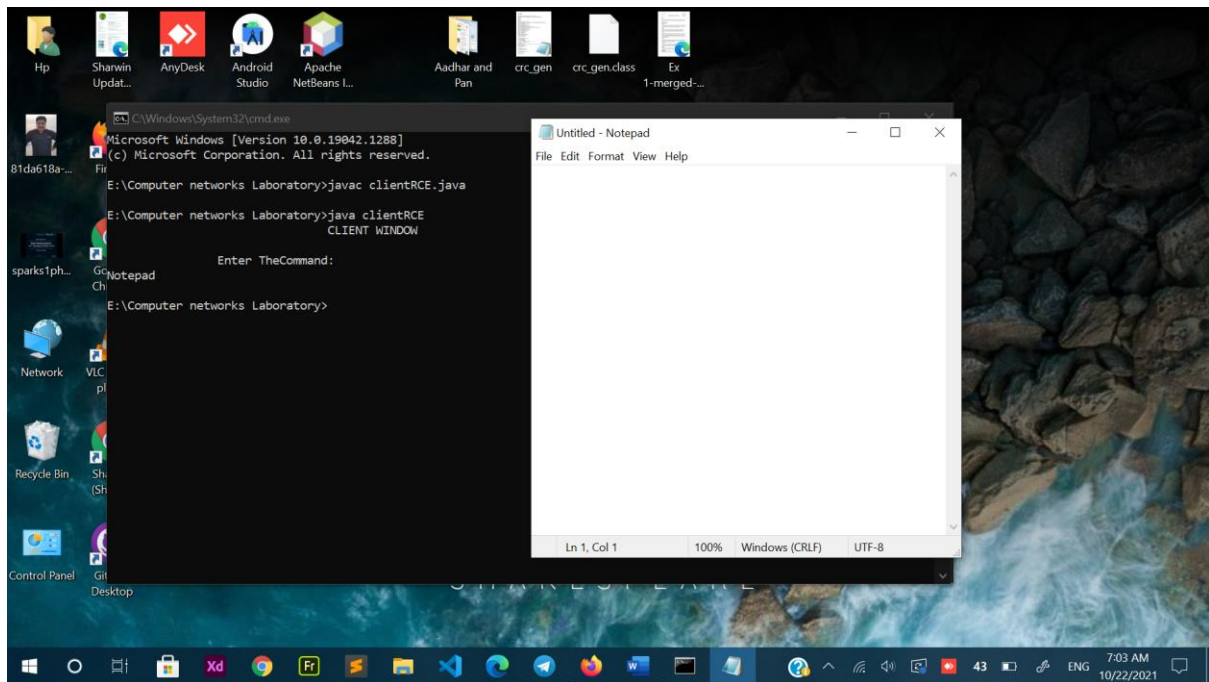 Hp
Sharwin
Updat...
AnyDesk
Android
Studio
Apache
NetBeans I...
Aadhar and
Pan
crc_gen
crc_gen.class
Ex
1-merged-...
81da618a-...
sparks1ph...
Network
VLC
pl
Recycle Bin
Control Panel
Desktop
C:\Windows\System32\cmd.exe
Microsoft Windows [Version 10.0.19042.1288]
(c) Microsoft Corporation. All rights reserved.
E:\Computer networks Laboratory>javac clientRCE.java
E:\Computer networks Laboratory>java clientRCE
CLIENT WINDOW
Enter TheCommand:
Notepad
E:\Computer networks Laboratory>
Untitled - Notepad
File Edit Format View Help
Ln 1, Col 1 100% Windows (CRLF) UTF-8
Xd
Fr
43
ENG
7:03 AM
10/22/2021